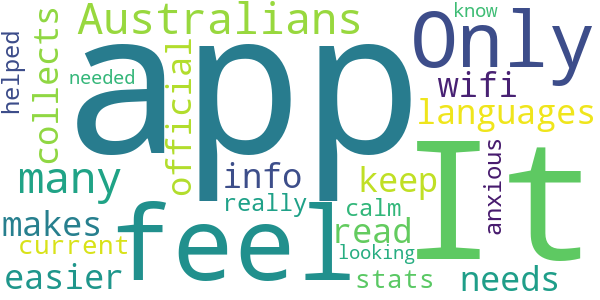 know
Australians
Only
collects
helped
app
needed
official
wifi
languages
It
many
info
keep
anxious
really
calm
makes
feel
read
current
looking
easier
stats
needs